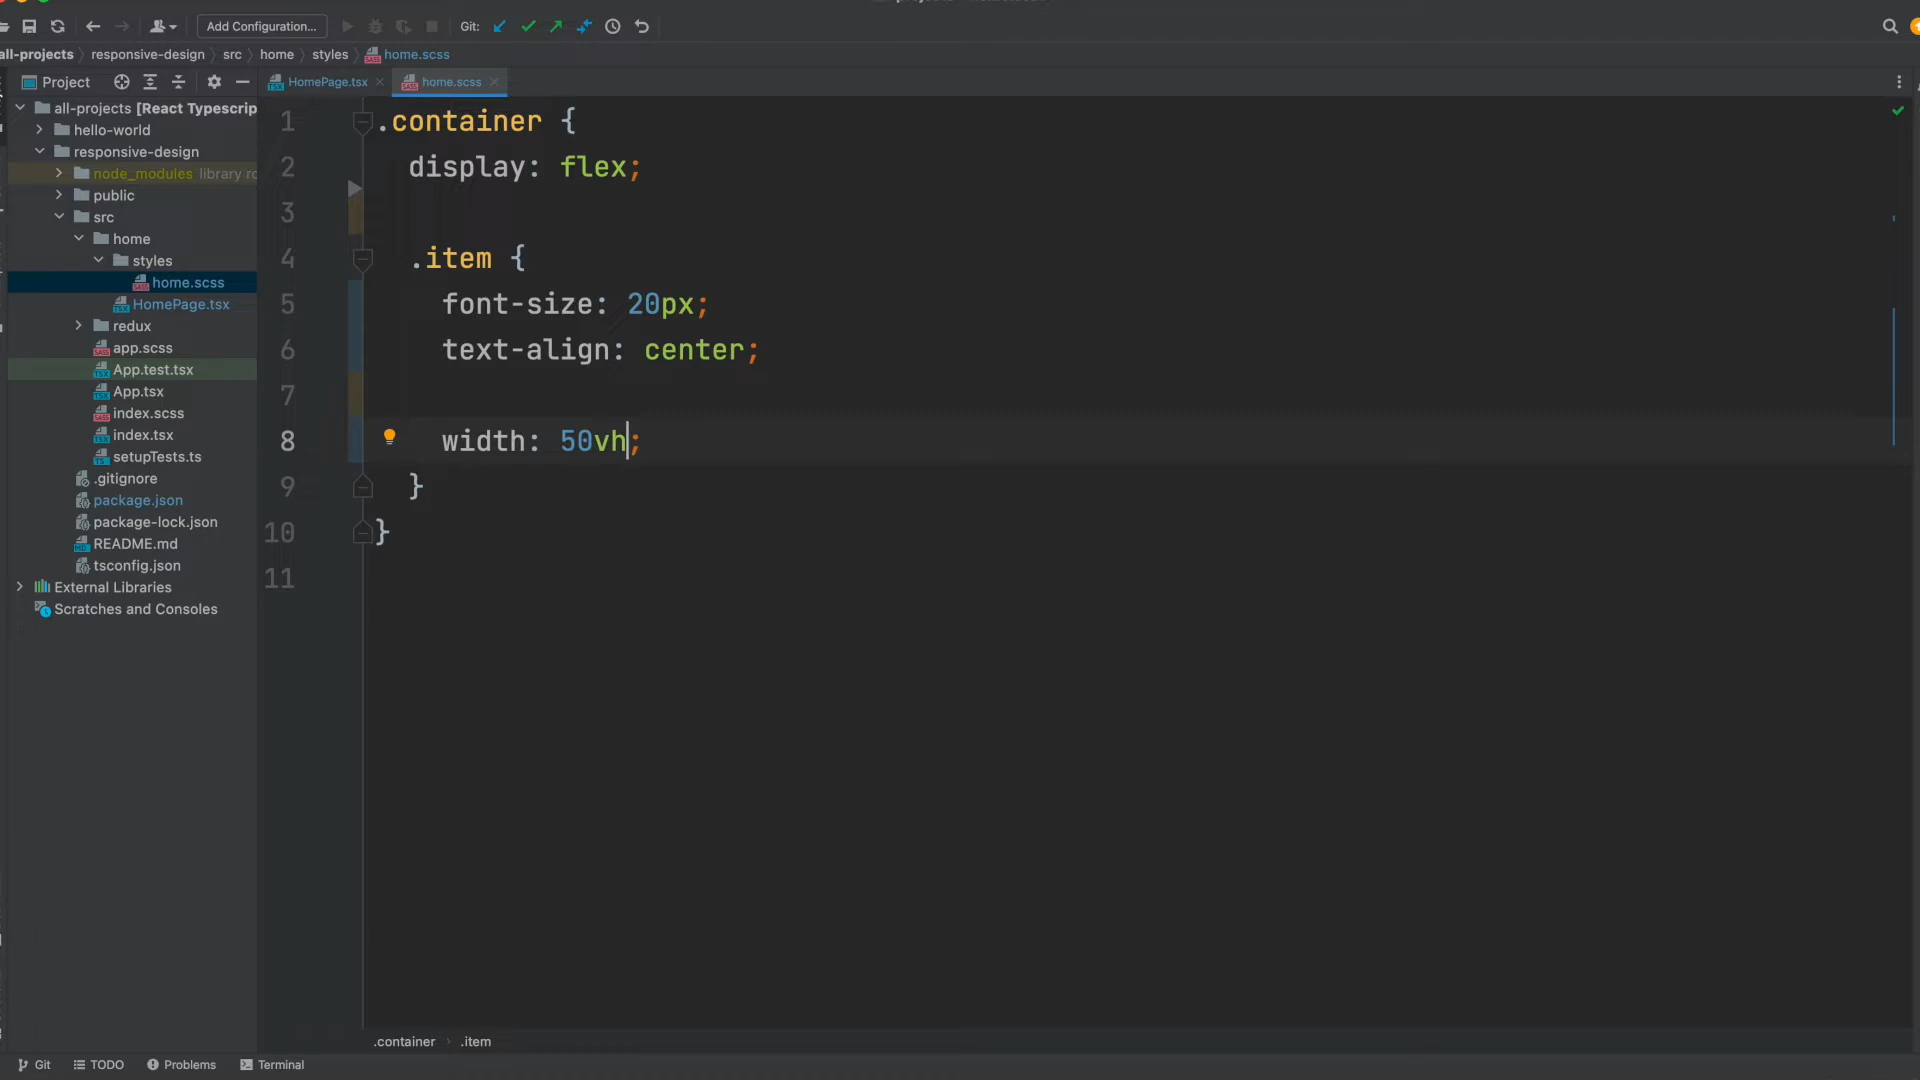 Add Configuration...
Git:
all-projects
responsive-design
src
home
styles
home.scss
Project
HomePage.tsx
home.scss
all-projects [React Typescrip
hello-world
responsive-design
node_modules library ro
public
src
home
styles
home.scss
HomePage.tsx
redux
app.scss
App.test.tsx
App.tsx
index.scss
index.tsx
setupTests.ts
.gitignore
package.json
package-lock.json
README.md
tsconfig.json
External Libraries
Scratches and Consoles
1 .container {
2 display: flex;
3
4 .item {
5 font-size: 20px;
6 text-align: center;
7
8 width: 50vh;
9 }
10 }
11
.container
.item
Git
TODO
Problems
Terminal